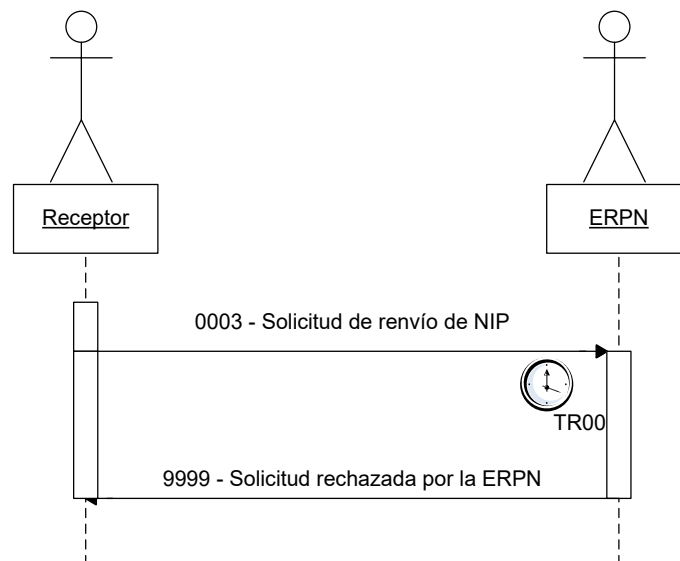 Receptor
ERPN
0003 - Solicitud de renvío de NIP
TR00
9999 - Solicitud rechazada por la ERPN